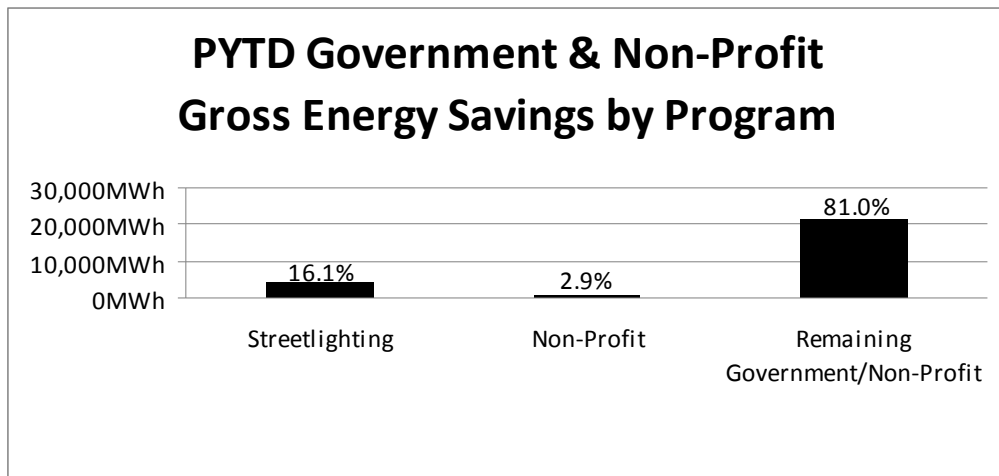 PYTD Government & Non-Profit
Gross Energy Savings by Program
30,000MWh
20,000MWh
10,000MWh
0MWh
16.1%
2.9%
81.0%
Streetlighting
Non-Profit
Remaining
Government/Non-Profit